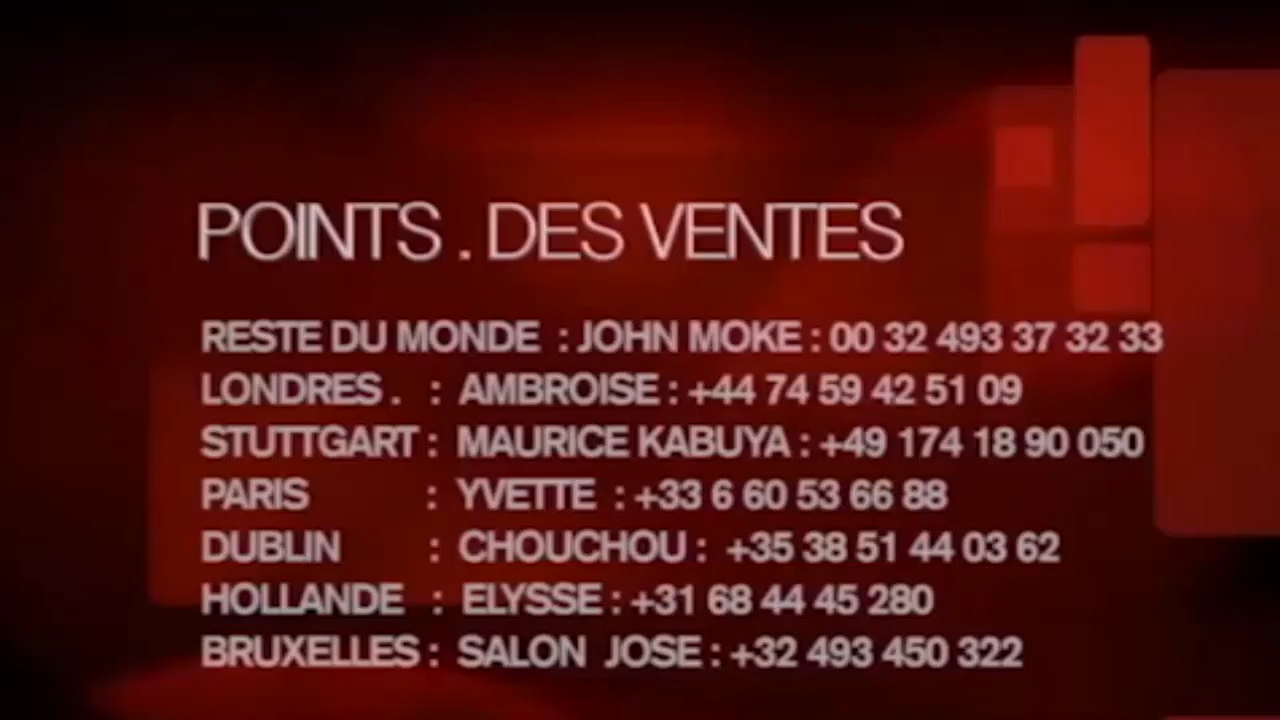 POINTS . DES VENTES
RESTE DU MONDE : JOHN MOKE : 00 32 493 37 32 33
LONDRES . : AMBROISE : +44 74 59 42 51 09
STUTTGART : MAURICE KABUYA : +49 174 18 90 050
PARIS : YVETTE : +33 6 60 53 66 88
DUBLIN : CHOUCHOU : +35 38 51 44 03 62
HOLLANDE : ELYSSE : +31 68 44 45 280
BRUXELLES : SALON JOSE : +32 493 450 322